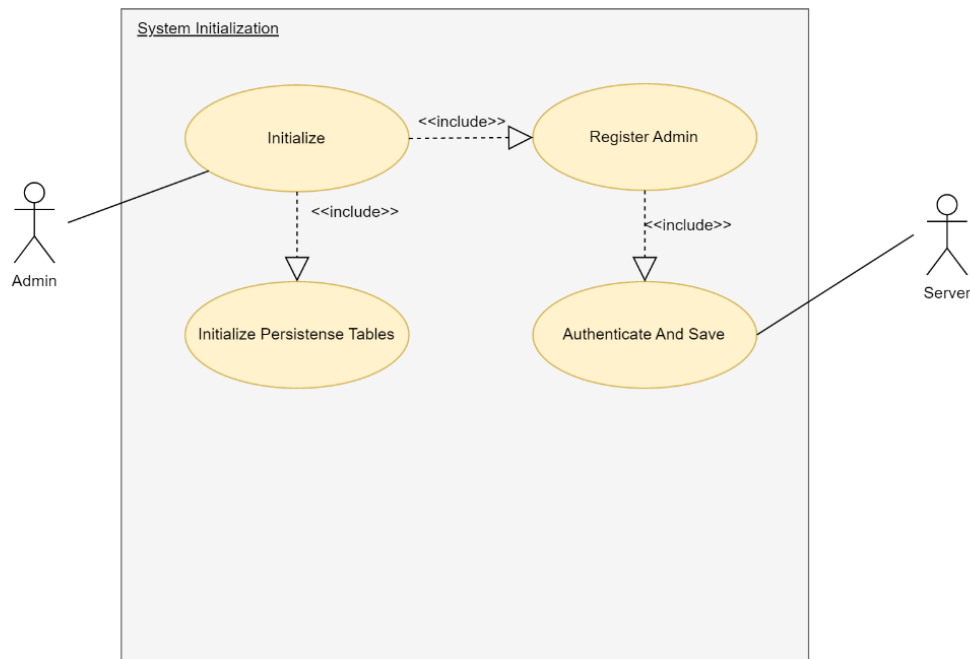 System Initialization
<<include>>
Initialize
Register Admin
<<include>>
<<include>>
Admin
Server
Initialize Persistense Tables
Authenticate And Save